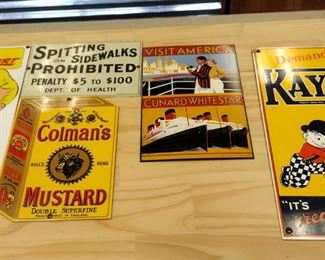 SPITTING
ON SIDEWALKS
PROHIBITED
PENALTY $5 TO $100
DEPT. OF HEALTH
Colman's
BULL'S HEAD
MUSTARD
DOUBLE SUPERFINE
VISIT AMERICA
CUNARD WHITE STAR
Demand
KAY
"IT'S